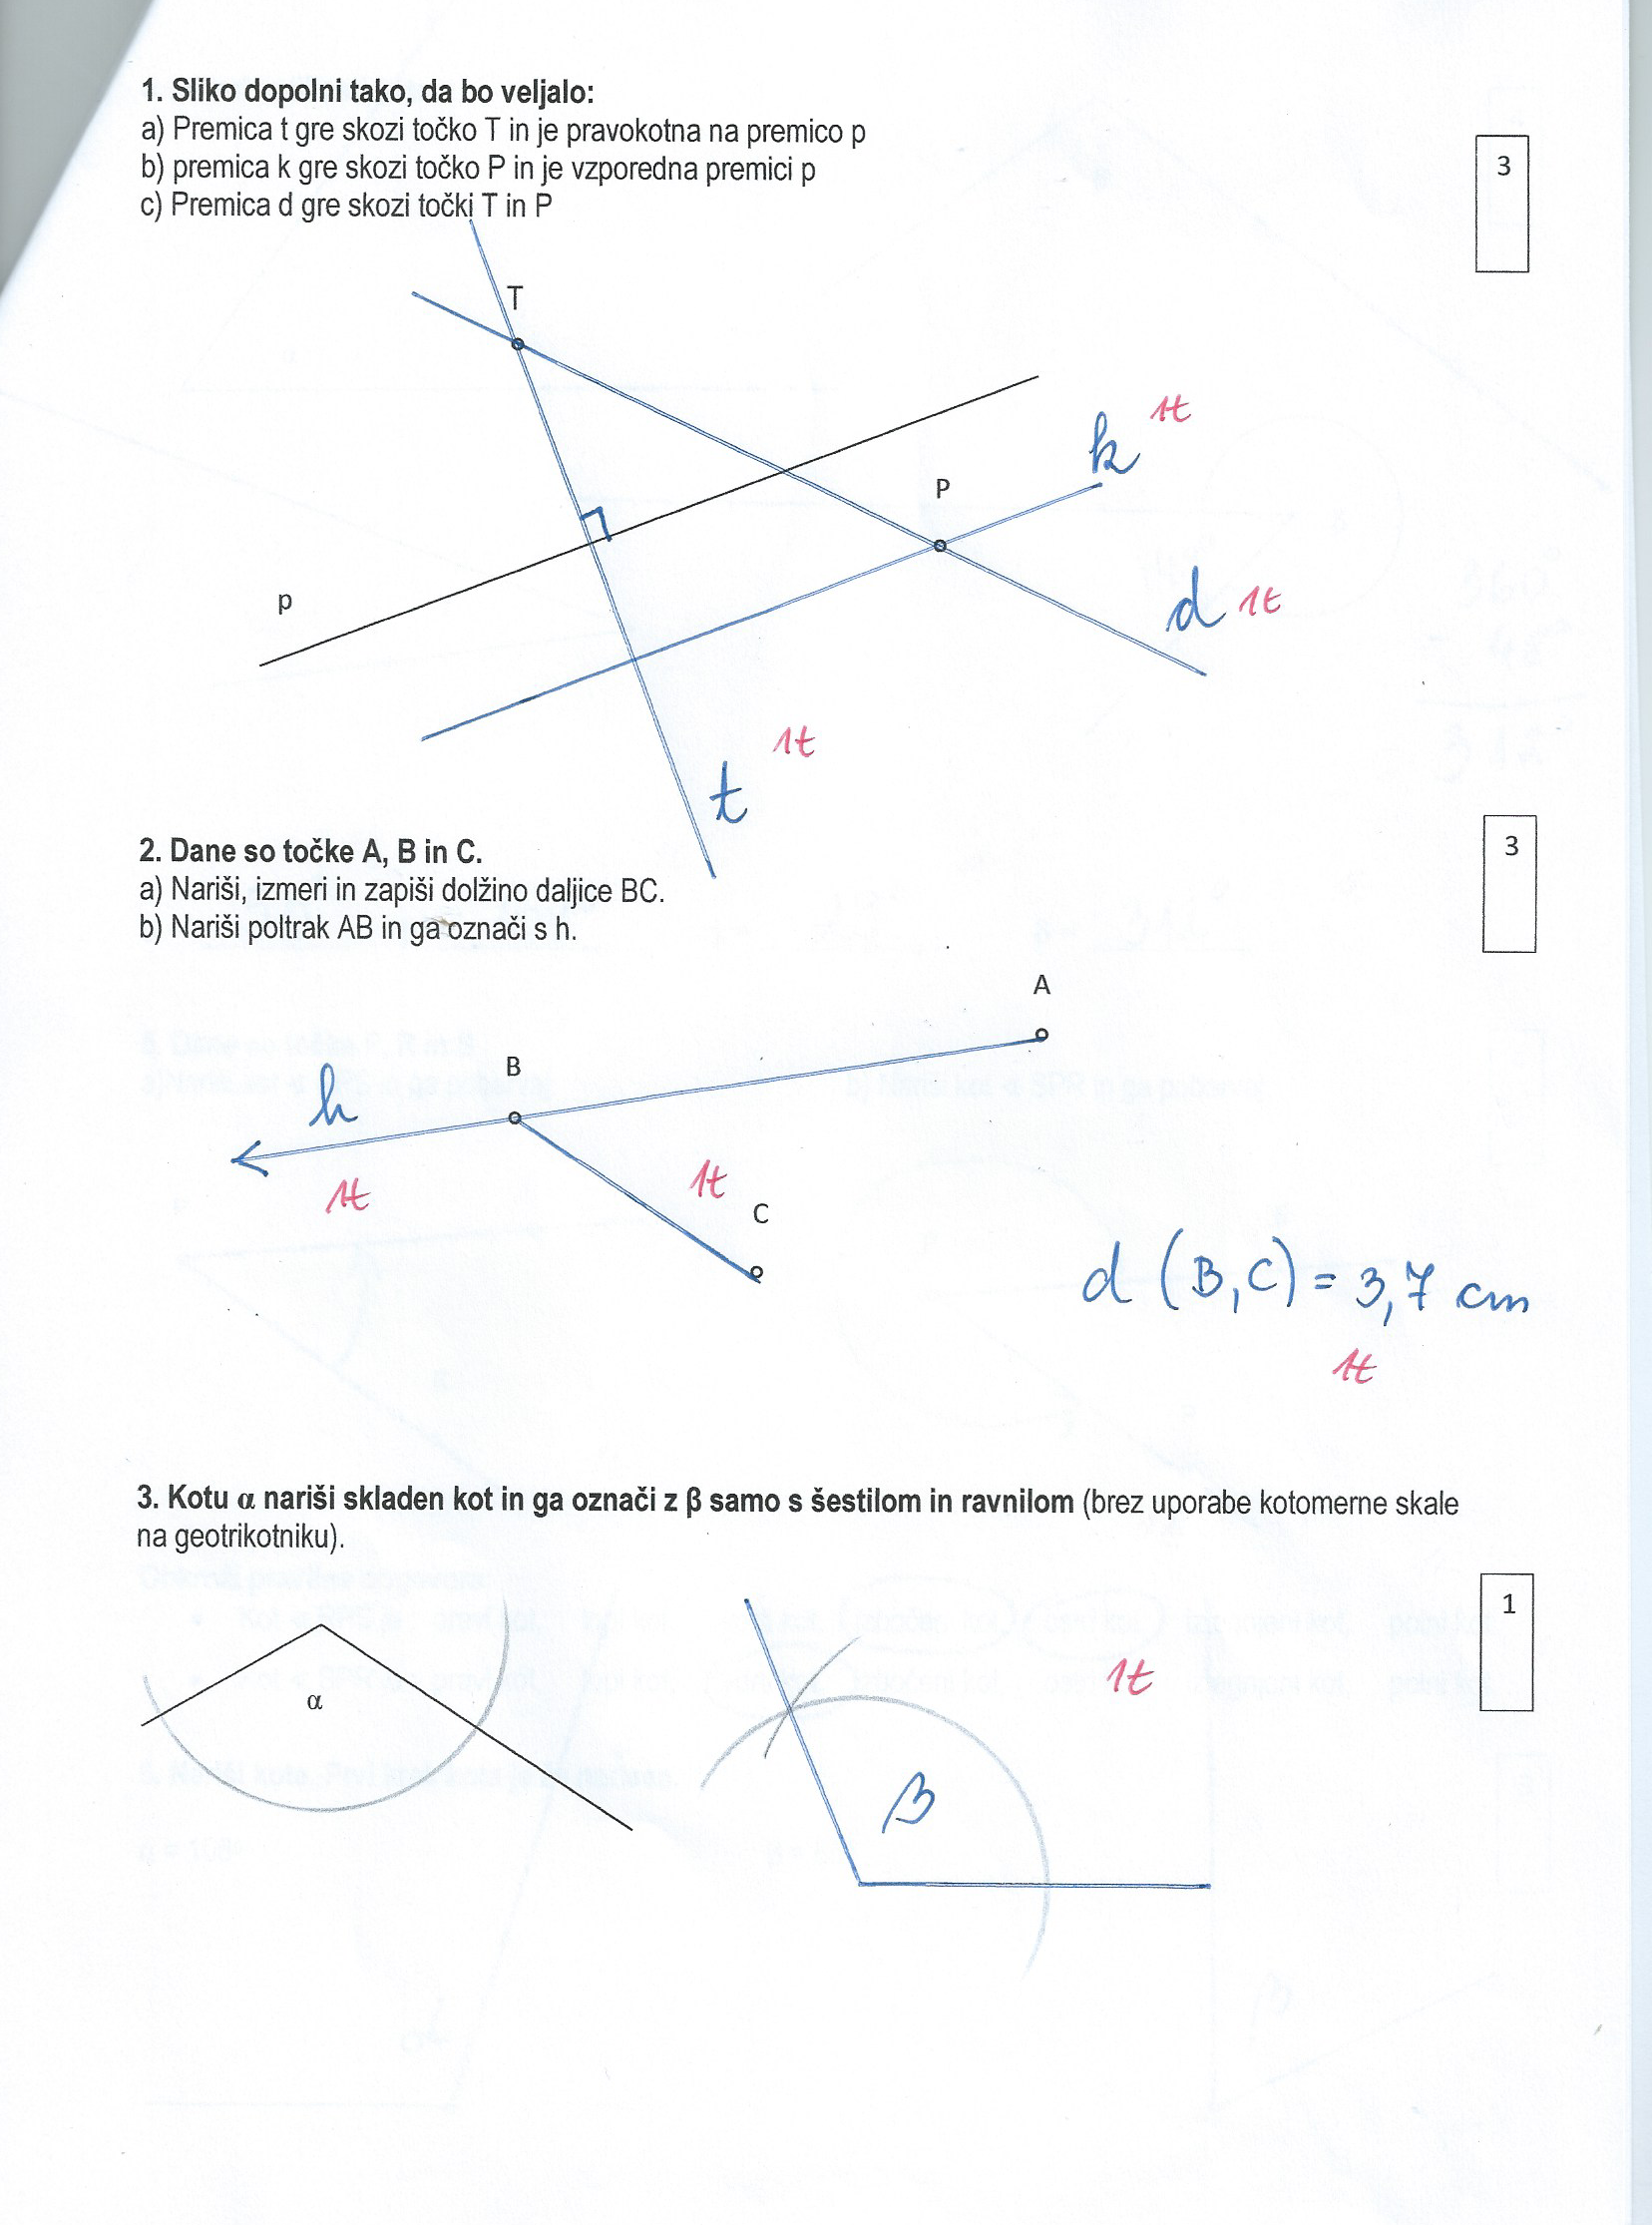 1. Sliko dopolni tako, da bo veljalo:
a) Premica t gre skozi točko T in je pravokotna na premico p
3
b) premica k gre skozi točko P in je vzporedna premici p
c) Premica d gre skozi točki T in P
T
k 1t
P
p
d 1t
1t
t
2. Dane so točke A, B in C.
3
a) Nariši, izmeri in zapiši dolžino daljice BC.
b) Nariši poltrak AB in ga označi s h.
A
B
h
1t
1t
C
d (B,C) = 3,7 cm
1t
3. Kotu α nariši skladen kot in ga označi z β samo s šestilom in ravnilom (brez uporabe kotomerne skale
na geotrikotniku).
1
α
1t
β